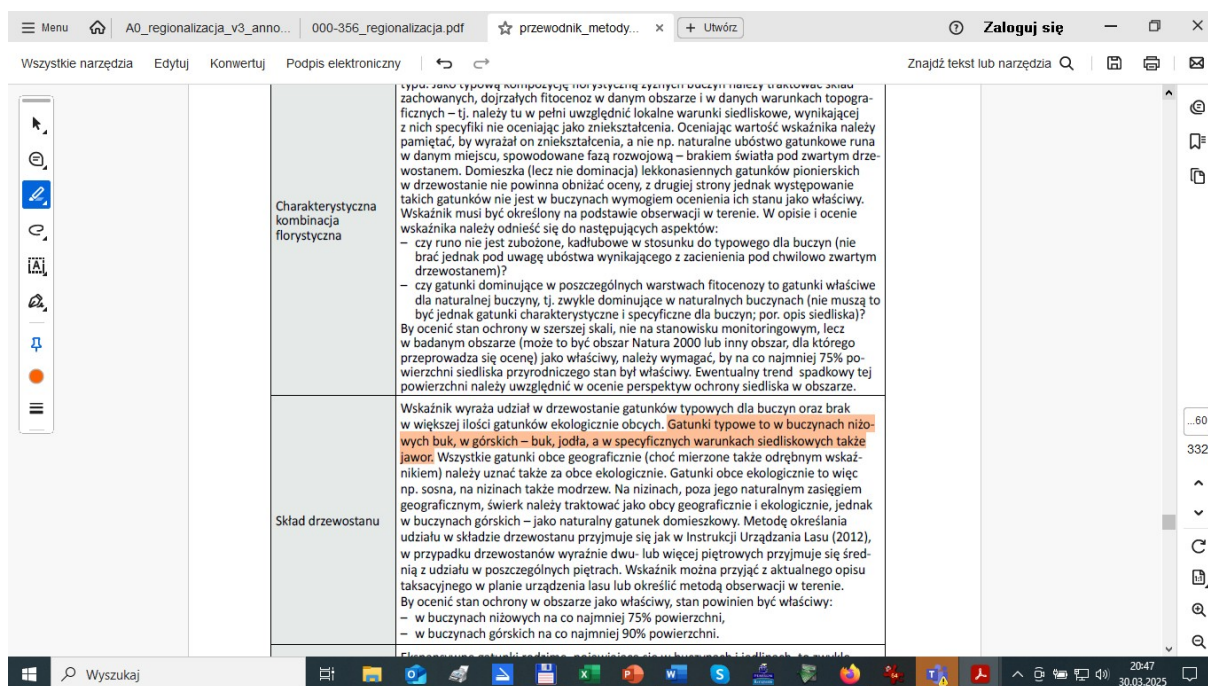 Menu
A0_regionalizacja_v3_anno...
000-356_regionalizacja.pdf
przewodnik_metody...
+ Utwórz
Zaloguj się
Wszystkie narzędzia Edytuj Konwertuj Podpis elektroniczny
Znajdź tekst lub narzędzia
typu. Jako typową kompozycję florystyczną żyznych buczyn należy traktować skład
zachowanych, dojrzałych fitocenoz w danym obszarze i w danych warunkach topogra-
ficznych – tj. należy tu w pełni uwzględnić lokalne warunki siedliskowe, wynikającej
z nich specyfiki nie oceniając jako zniekształcenia. Oceniając wartość wskaźnika należy
pamiętać, by wyrażał on zniekształcenia, a nie np. naturalne ubóstwo gatunkowe runa
w danym miejscu, spowodowane fazą rozwojową – brakiem światła pod zwartym drze-
wostanem. Domieszka (lecz nie dominacja) lekkonasiennych gatunków pionierskich
w drzewostanie nie powinna obniżać oceny, z drugiej strony jednak występowanie
takich gatunków nie jest w buczynach wymogiem ocenienia ich stanu jako właściwy.
Wskaźnik musi być określony na podstawie obserwacji w terenie. W opisie i ocenie
wskaźnika należy odnieść się do następujących aspektów:
– czy runo nie jest zubożone, kadłubowe w stosunku do typowego dla buczyn (nie
brać jednak pod uwagę ubóstwa wynikającego z zacienienia pod chwilowo zwartym
drzewostanem)?
– czy gatunki dominujące w poszczególnych warstwach fitocenozy to gatunki właściwe
dla naturalnej buczyny, tj. zwykle dominujące w naturalnych buczynach (nie muszą to
być jednak gatunki charakterystyczne i specyficzne dla buczyn; por. opis siedliska)?
By ocenić stan ochrony w szerszej skali, nie na stanowisku monitoringowym, lecz
w badanym obszarze (może to być obszar Natura 2000 lub inny obszar, dla którego
przeprowadza się ocenę) jako właściwy, należy wymagać, by na co najmniej 75% po-
wierzchni siedliska przyrodniczego stan był właściwy. Ewentualny trend spadkowy tej
powierzchni należy uwzględnić w ocenie perspektyw ochrony siedliska w obszarze.
Charakterystyczna
kombinacja
florystyczna
Wskaźnik wyraża udział w drzewostanie gatunków typowych dla buczyn oraz brak
w większej ilości gatunków ekologicznie obcych. Gatunki typowe to w buczynach niżo-
wych buk, w górskich – buk, jodła, a w specyficznych warunkach siedliskowych także
jawor. Wszystkie gatunki obce geograficznie (choć mierzone także odrębnym wskaź-
nikiem) należy uznać także za obce ekologicznie. Gatunki obce ekologicznie to więc
np. sosna, na nizinach także modrzew. Na nizinach, poza jego naturalnym zasięgiem
geograficznym, świerk należy traktować jako obcy geograficznie i ekologicznie, jednak
w buczynach górskich – jako naturalny gatunek domieszkowy. Metodę określania
udziału w składzie drzewostanu przyjmuje się jak w Instrukcji Urządzania Lasu (2012),
w przypadku drzewostanów wyraźnie dwu- lub więcej piętrowych przyjmuje się śred-
nią z udziału w poszczególnych piętrach. Wskaźnik można przyjąć z aktualnego opisu
taksacyjnego w planie urządzenia lasu lub określić metodą obserwacji w terenie.
By ocenić stan ochrony w obszarze jako właściwy, stan powinien być właściwy:
– w buczynach niżowych na co najmniej 75% powierzchni,
– w buczynach górskich na co najmniej 90% powierzchni.
Skład drzewostanu
...60
332
Wyszukaj
20:47
30.03.2025